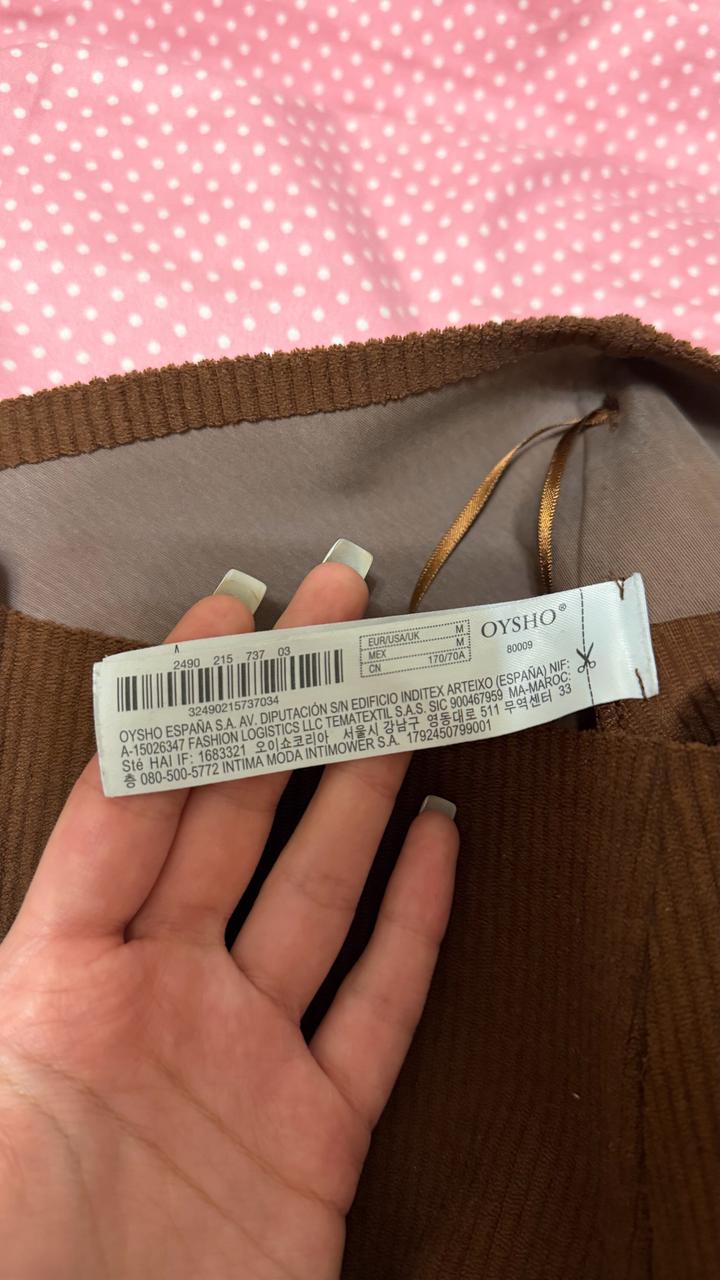 OYSHO®
80009
EUR/USA/UK M
MEX M
CN 170/70A
2490 215 737 03
32490215737034
OYSHO ESPAÑA S.A. AV. DIPUTACIÓN S/N EDIFICIO INDITEX ARTEIXO (ESPAÑA) NIF:
A-15026347 FASHION LOGISTICS LLC TEMATEXTIL S.A.S. SIC 900467959 MA-MAROC:
Sté HAI IF: 1683321 오이쇼코리아 서울시 강남구 영동대로 511 무역센터 33
층 080-500-5772 INTIMA MODA INTIMOWER S.A. 1792450799001